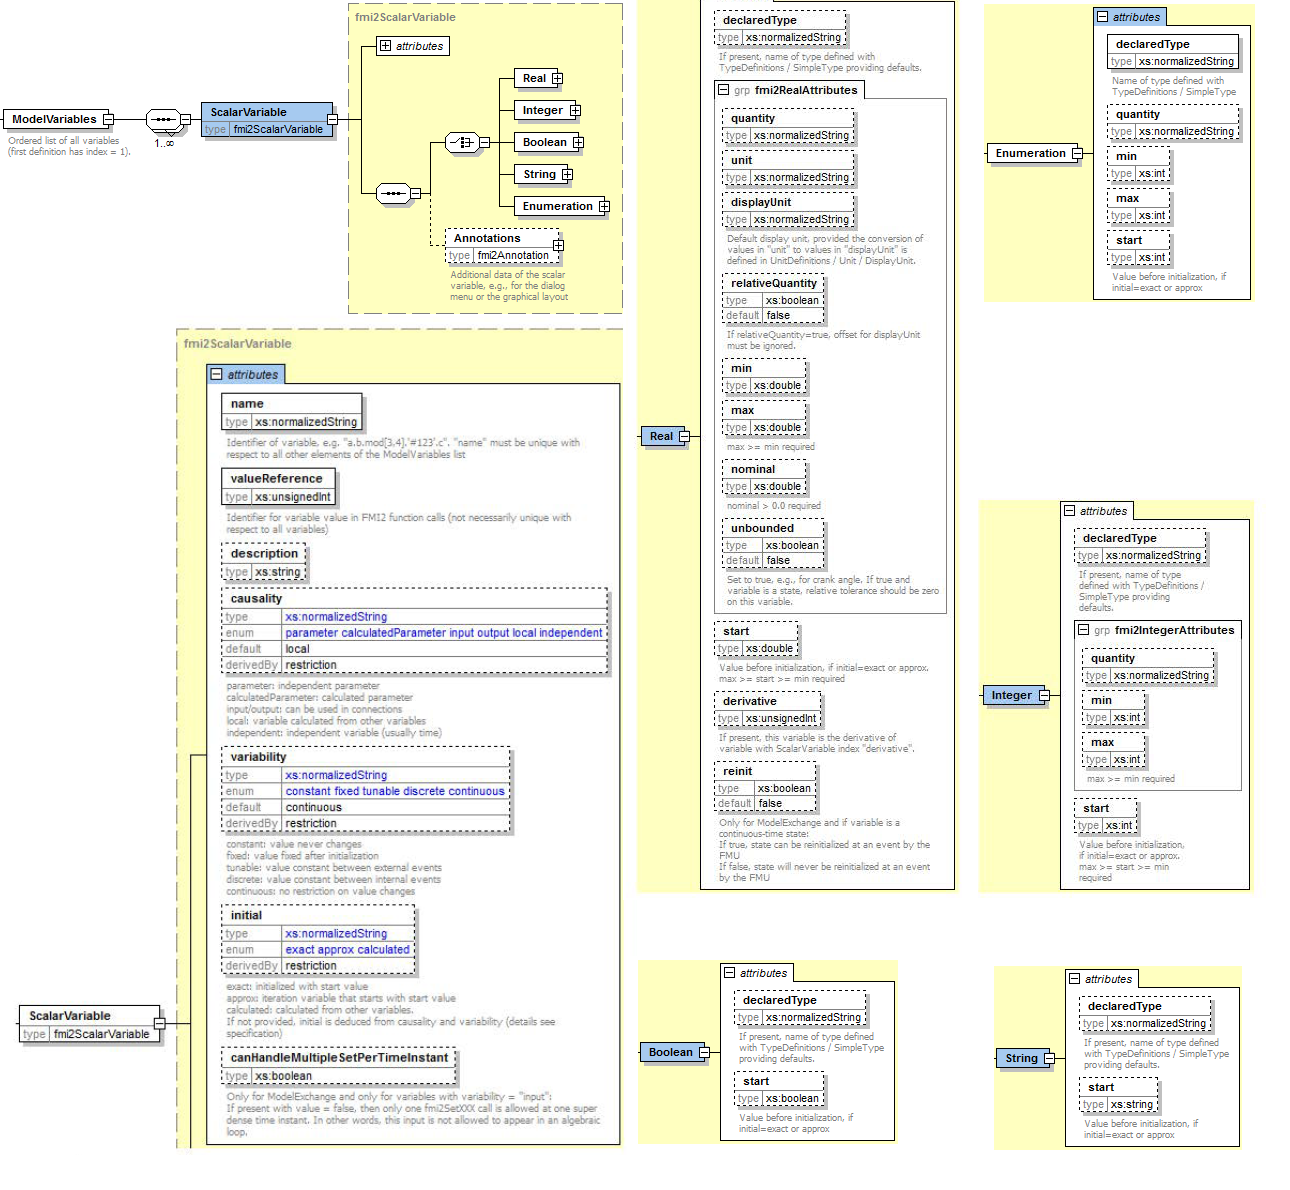 fmi2ScalarVariable
attributes
Real
Integer
Boolean
String
Enumeration
ModelVariables
Ordered list of all variables
(first definition has index = 1).
1..∞
ScalarVariable
type fmi2ScalarVariable
Annotations
type fmi2Annotation
Additional data of the scalar
variable, e.g., for the dialog
menu or the graphical layout
fmi2ScalarVariable
attributes
name
type xs:normalizedString
Identifier of variable, e.g. "a.b.mod[3,4].'#123'.c". "name" must be unique with
respect to all other elements of the ModelVariables list
valueReference
type xs:unsignedInt
Identifier for variable value in FMI2 function calls (not necessarily unique with
respect to all variables)
description
type xs:string
causality
type xs:normalizedString
enum parameter calculatedParameter input output local independent
default local
derivedBy restriction
parameter: independent parameter
calculatedParameter: calculated parameter
input/output: can be used in connections
local: variable calculated from other variables
independent: independent variable (usually time)
variability
type xs:normalizedString
enum constant fixed tunable discrete continuous
default continuous
derivedBy restriction
constant: value never changes
fixed: value fixed after initialization
tunable: value constant between external events
discrete: value constant between internal events
continuous: no restriction on value changes
initial
type xs:normalizedString
enum exact approx calculated
derivedBy restriction
exact: initialized with start value
approx: iteration variable that starts with start value
calculated: calculated from other variables.
If not provided, initial is deduced from causality and variability (details see
specification)
ScalarVariable
type fmi2ScalarVariable
canHandleMultipleSetPerTimeInstant
type xs:boolean
Only for ModelExchange and only for variables with variability = "input":
If present with value = false, then only one fmi2SetXXX call is allowed at one super
dense time instant. In other words, this input is not allowed to appear in an algebraic
loop.
declaredType
type xs:normalizedString
If present, name of type defined with
TypeDefinitions / SimpleType providing defaults.
grp fmi2RealAttributes
quantity
type xs:normalizedString
unit
type xs:normalizedString
displayUnit
type xs:normalizedString
Default display unit, provided the conversion of
values in "unit" to values in "displayUnit" is
defined in UnitDefinitions / Unit / DisplayUnit.
relativeQuantity
type xs:boolean
default false
If relativeQuantity=true, offset for displayUnit
must be ignored.
min
type xs:double
max
type xs:double
max >= min required
Real
nominal
type xs:double
nominal > 0.0 required
unbounded
type xs:boolean
default false
Set to true, e.g., for crank angle. If true and
variable is a state, relative tolerance should be zero
on this variable.
start
type xs:double
Value before initialization, if initial=exact or approx.
max >= start >= min required
derivative
type xs:unsignedInt
If present, this variable is the derivative of
variable with ScalarVariable index "derivative".
reinit
type xs:boolean
default false
Only for ModelExchange and if variable is a
continuous-time state:
If true, state can be reinitialized at an event by the
FMU
If false, state will never be reinitialized at an event
by the FMU
attributes
declaredType
type xs:normalizedString
Name of type defined with
TypeDefinitions / SimpleType
quantity
type xs:normalizedString
Enumeration
min
type xs:int
max
type xs:int
start
type xs:int
Value before initialization, if
initial=exact or approx
attributes
declaredType
type xs:normalizedString
If present, name of type
defined with TypeDefinitions /
SimpleType providing
defaults.
grp fmi2IntegerAttributes
quantity
type xs:normalizedString
Integer
min
type xs:int
max
type xs:int
max >= min required
start
type xs:int
Value before initialization,
if initial=exact or approx.
max >= start >= min
required
attributes
declaredType
type xs:normalizedString
If present, name of type defined
with TypeDefinitions / SimpleType
providing defaults.
Boolean
start
type xs:boolean
Value before initialization, if
initial=exact or approx
attributes
declaredType
type xs:normalizedString
If present, name of type defined
with TypeDefinitions / SimpleType
providing defaults.
String
start
type xs:string
Value before initialization, if
initial=exact or approx